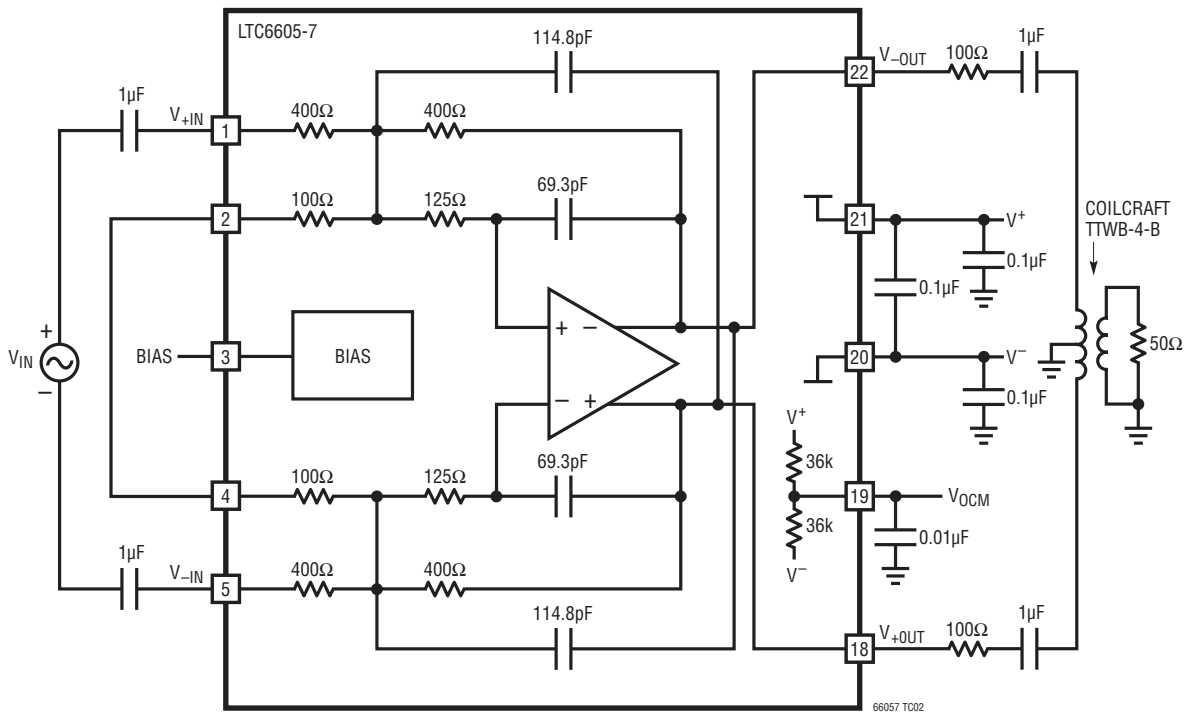 LTC6605-7
114.8pF
22
V–OUT
100Ω
1µF
1µF
V+IN
1
400Ω
400Ω
2
100Ω
125Ω
69.3pF
21
V+
COILCRAFT
TTWB-4-B
0.1µF
0.1µF
+
VIN
–
BIAS
3
BIAS
+ –
– +
20
V–
50Ω
0.1µF
V+
36k
4
100Ω
125Ω
69.3pF
19
VOCM
36k
0.01µF
V–
1µF
V–IN
5
400Ω
400Ω
114.8pF
18
V+OUT
100Ω
1µF
66057 TC02